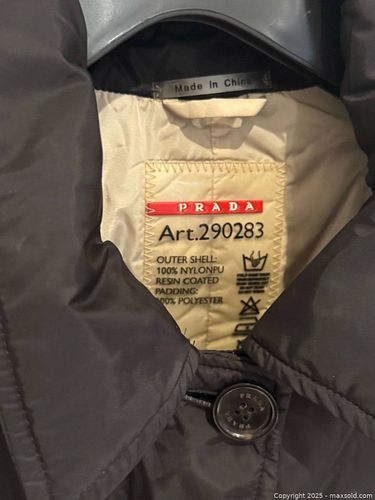 Made in China
PRADA
Art.290283
OUTER SHELL:
100% NYLONPU
RESIN COATED
PADDING:
POLYESTER
PRADA
PRADA
Copyright 2025 - maxsold.com